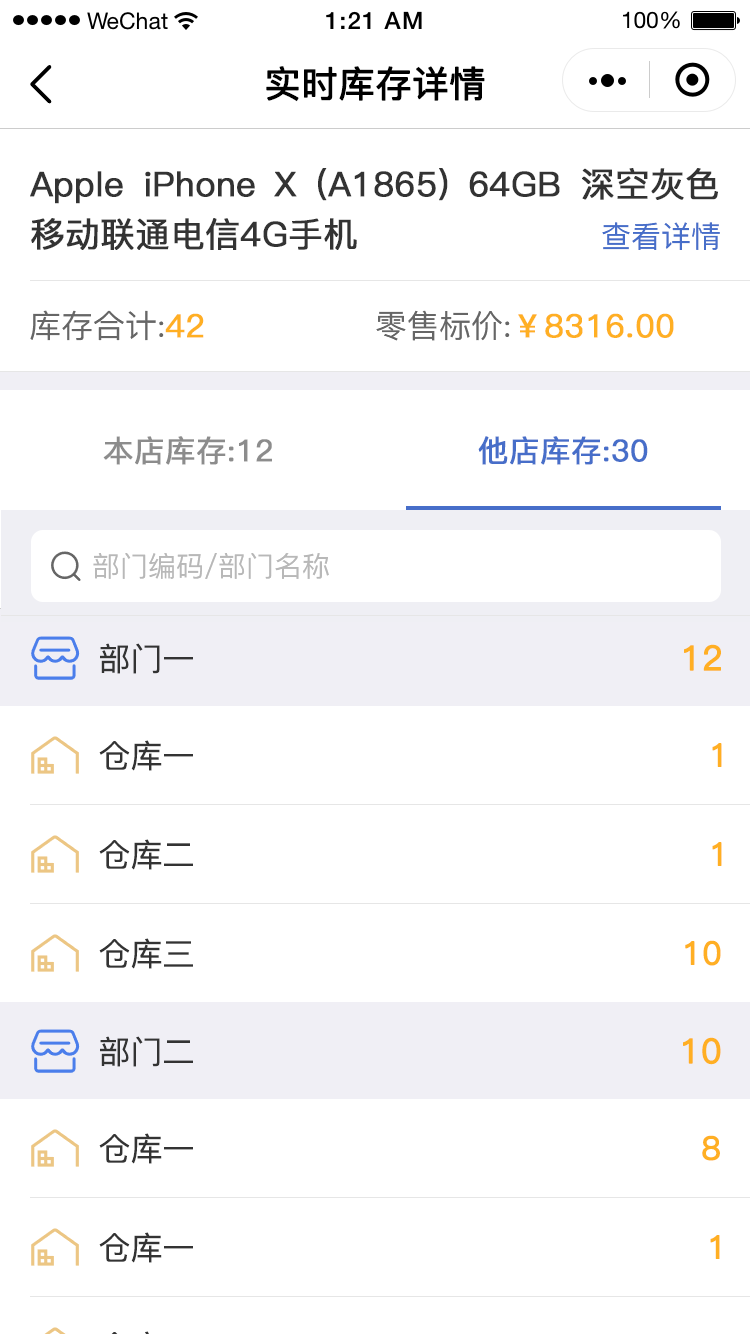 WeChat 1:21 AM 100%
实时库存详情
Apple iPhone X (A1865) 64GB 深空灰色
移动联通电信4G手机 查看详情
库存合计:42 零售标价:￥8316.00
本店库存:12 他店库存:30
部门编码/部门名称
部门一 12
仓库一 1
仓库二 1
仓库三 10
部门二 10
仓库一 8
仓库一 1